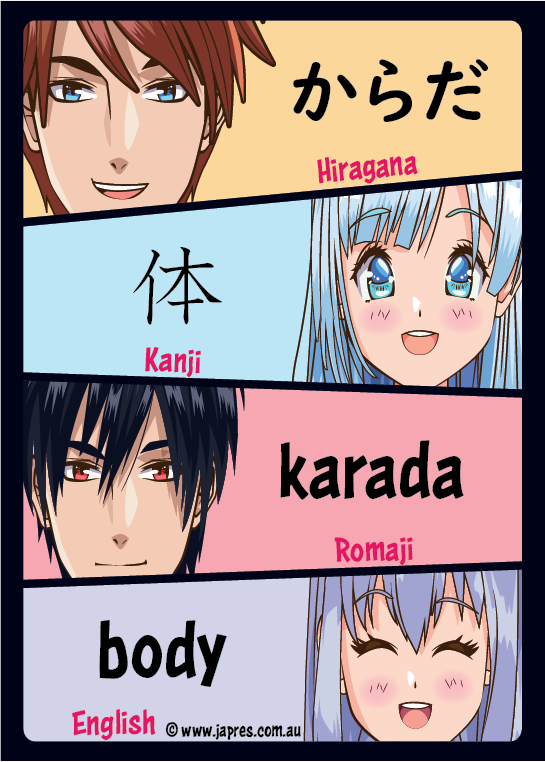 からだ
Hiragana
体
Kanji
karada
Romaji
body
English © www.japres.com.au